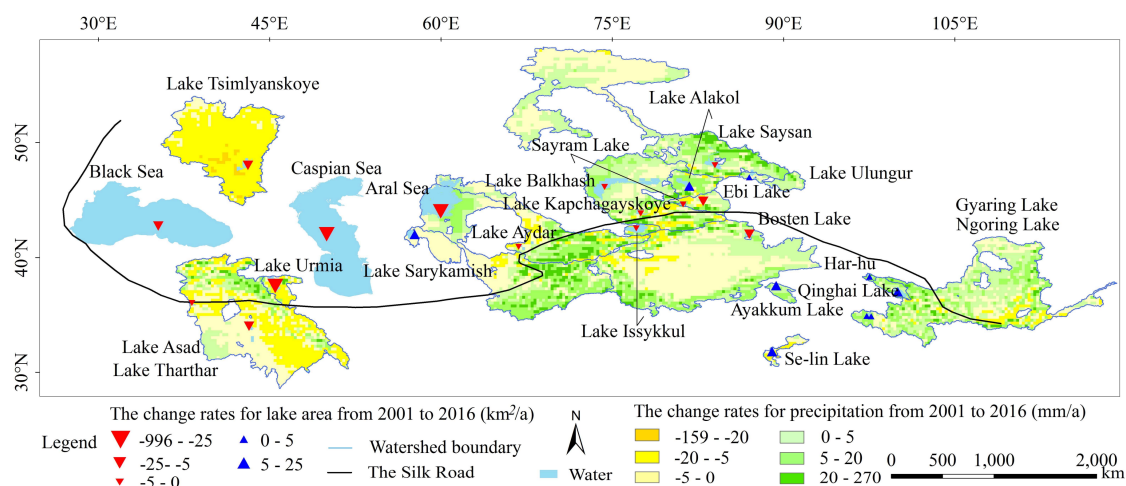 30°E 45°E 60°E 75°E 90°E 105°E
Lake Tsimlyanskoye
Lake Alakol
50°N
Lake Saysan
Sayram Lake
Black Sea
Caspian Sea
Aral Sea
Lake Balkhash
Lake Ulungur
Ebi Lake
Lake Kapchagayskoye
Gyaring Lake
Ngoring Lake
Bosten Lake
Lake Aydar
40°N
Lake Urmia
Lake Sarykamish
Har-hu
Qinghai Lake
Ayakkum Lake
Lake Issykkul
Lake Asad
Lake Tharthar
Se-lin Lake
30°N
The change rates for lake area from 2001 to 2016 (km²/a)
N
The change rates for precipitation from 2001 to 2016 (mm/a)
Legend
-996 - -25
0 - 5
Watershed boundary
-159 - -20
0 - 5
-25 - -5
5 - 25
The Silk Road
Water
-20 - -5
5 - 20
-5 - 0
-5 - 0
20 - 270
0 500 1,000 2,000
km